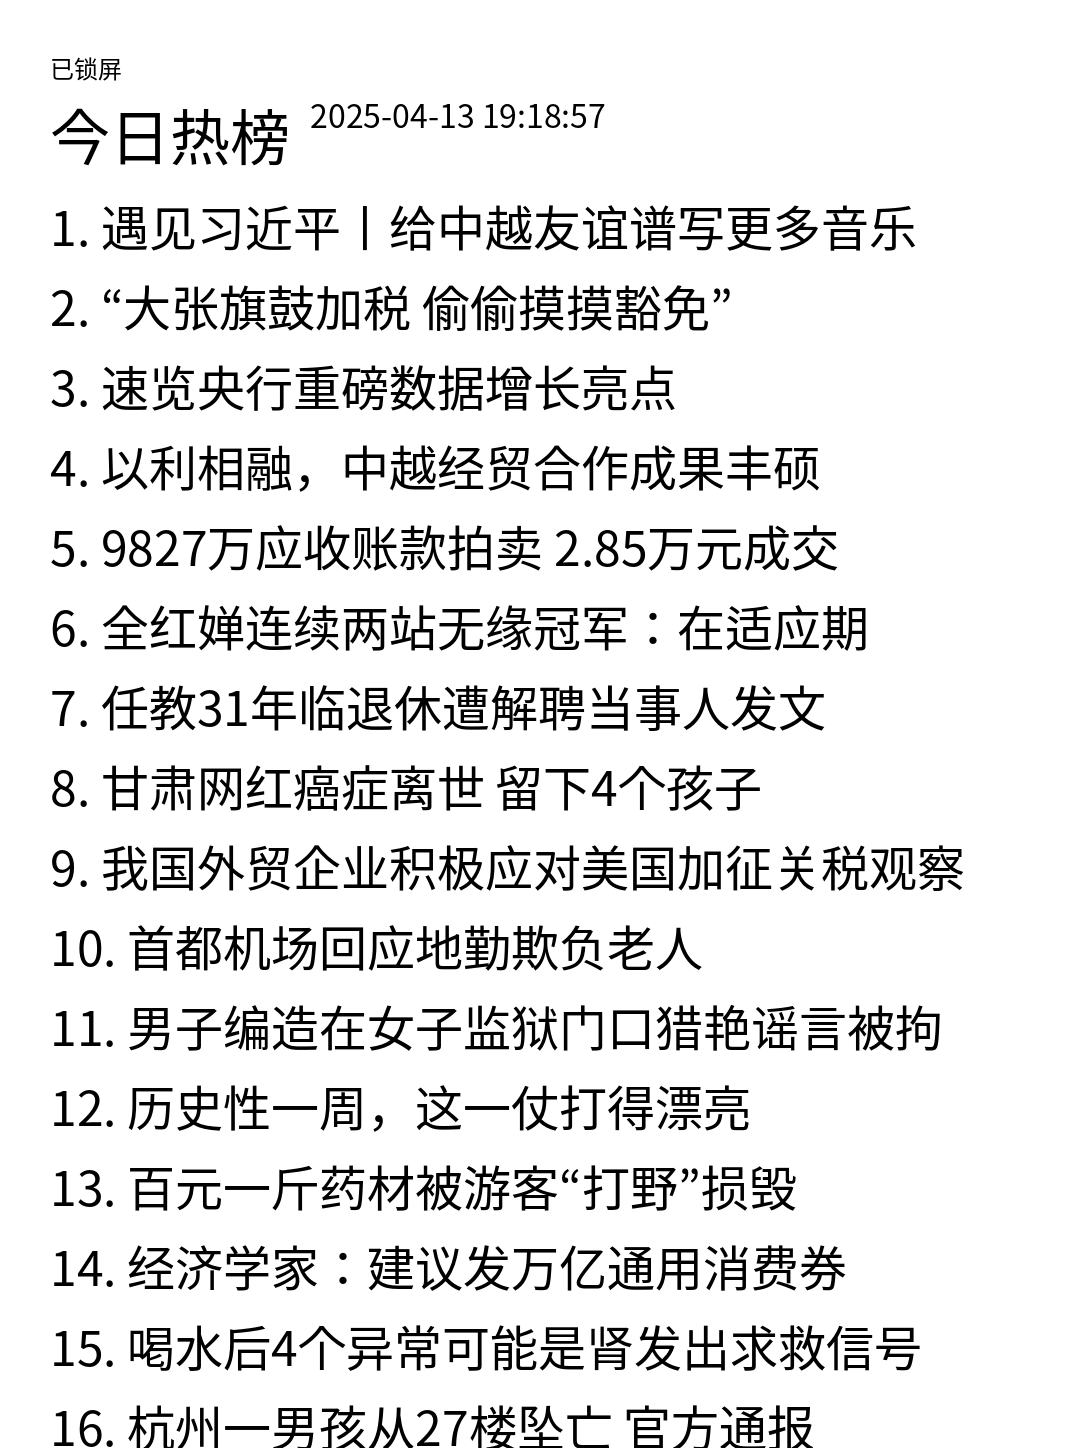 已锁屏
今日热榜 2025-04-13 19:18:57
1. 遇见习近平丨给中越友谊谱写更多音乐
2. “大张旗鼓加税 偷偷摸摸豁免”
3. 速览央行重磅数据增长亮点
4. 以利相融，中越经贸合作成果丰硕
5. 9827万应收账款拍卖 2.85万元成交
6. 全红婵连续两站无缘冠军：在适应期
7. 任教31年临退休遭解聘当事人发文
8. 甘肃网红癌症离世 留下4个孩子
9. 我国外贸企业积极应对美国加征关税观察
10. 首都机场回应地勤欺负老人
11. 男子编造在女子监狱门口猎艳谣言被拘
12. 历史性一周，这一仗打得漂亮
13. 百元一斤药材被游客“打野”损毁
14. 经济学家：建议发万亿通用消费券
15. 喝水后4个异常可能是肾发出求救信号
16. 杭州一男孩从27楼坠亡 官方通报